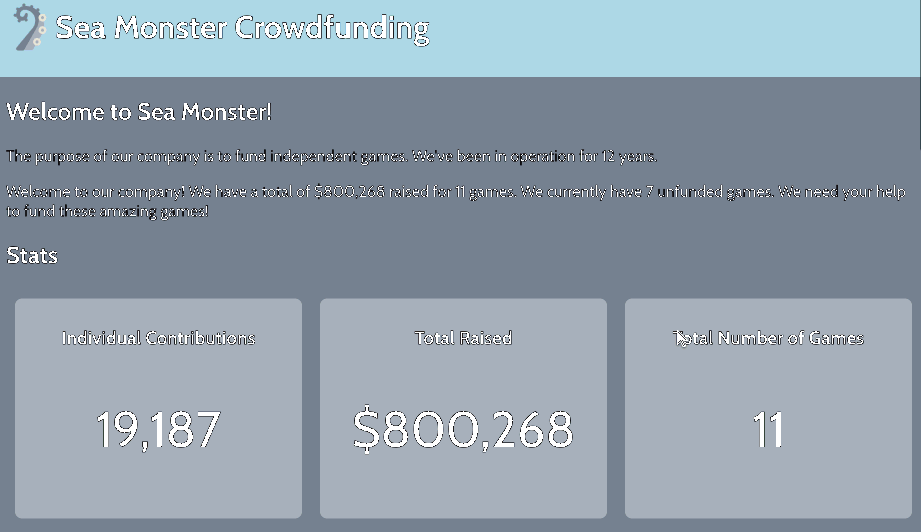 Sea Monster Crowdfunding
Welcome to Sea Monster!
The purpose of our company is to fund independent games. We've been in operation for 12 years.
Welcome to our company! We have a total of $800,268 raised for 11 games. We currently have 7 unfunded games. We need your help
to fund these amazing games!
Stats
Individual Contributions
Total Raised
Total Number of Games
19,187
$800,268
11